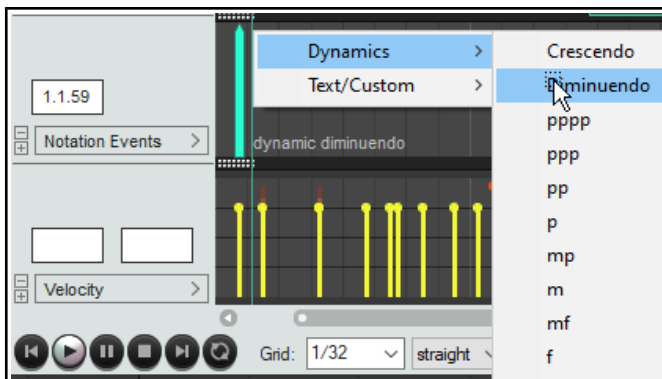 Dynamics >
Crescendo
Text/Custom >
Diminuendo
1.1.59
pppp
Notation Events >
dynamic diminuendo
ppp
pp
p
mp
Velocity >
m
mf
Grid: 1/32 straight
f